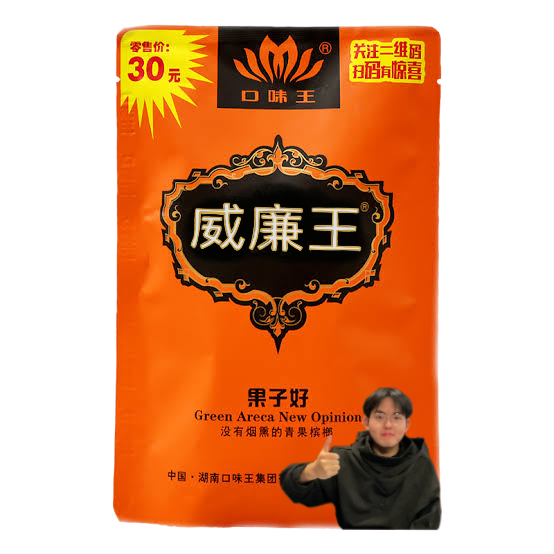 零售价:
30元
®
口味王
关注二维码
扫码有惊喜
威廉王®
果子好
Green Areca New Opinion
没有烟熏的青果槟榔
中国·湖南口味王集团